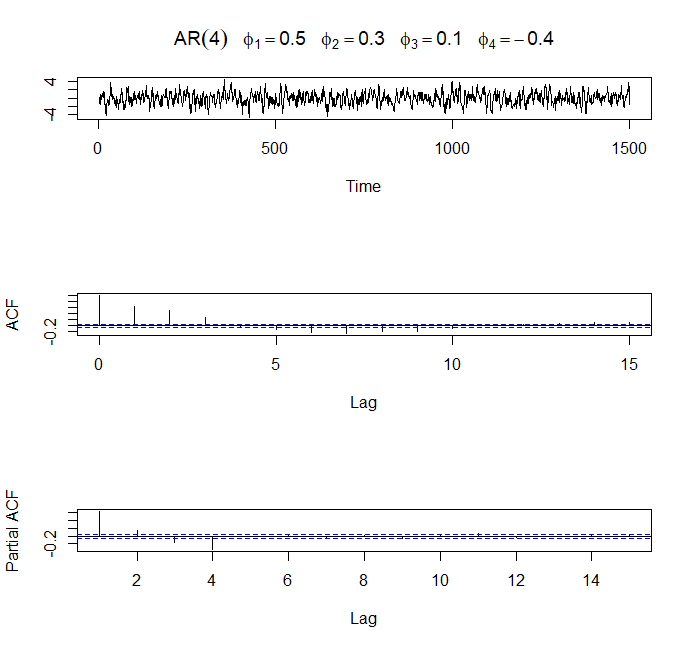 AR(4) ϕ1 = 0.5 ϕ2 = 0.3 ϕ3 = 0.1 ϕ4 = − 0.4
4
-4
0 500 1000 1500
Time
ACF
-0.2
0 5 10 15
Lag
Partial ACF
-0.2
2 4 6 8 10 12 14
Lag